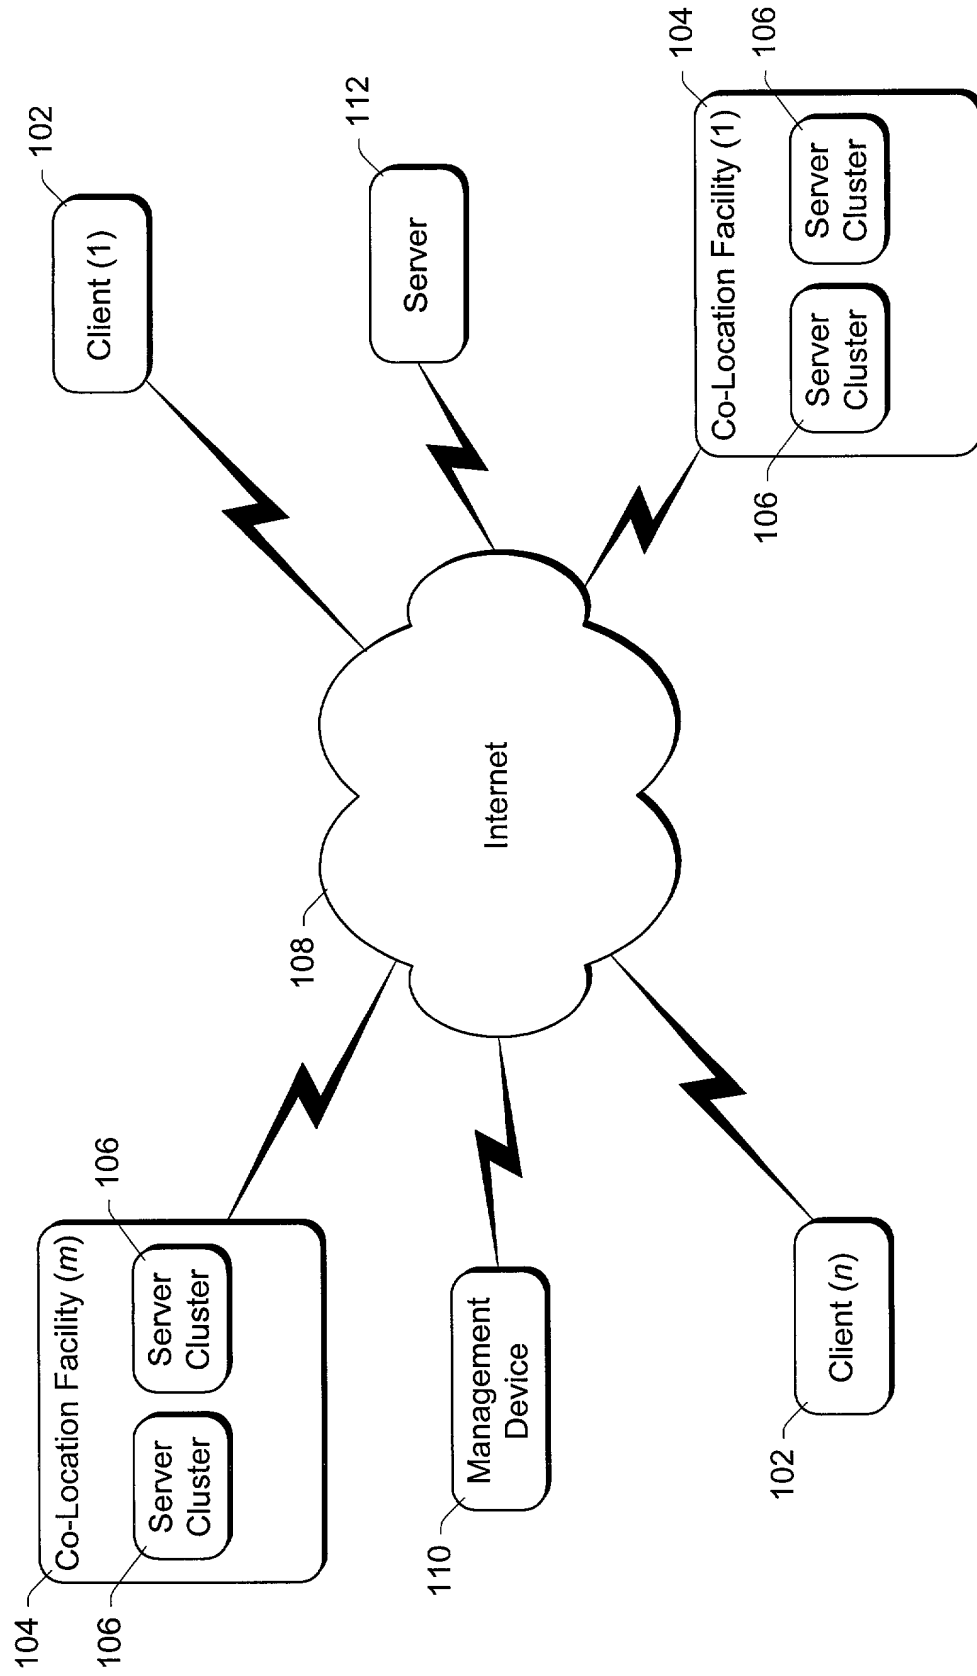 104
Co-Location Facility (m)
106
Server
Cluster
106
Server
Cluster
102
Client (1)
108
Internet
110
Management
Device
112
Server
102
Client (n)
104
Co-Location Facility (1)
106
Server
Cluster
106
Server
Cluster